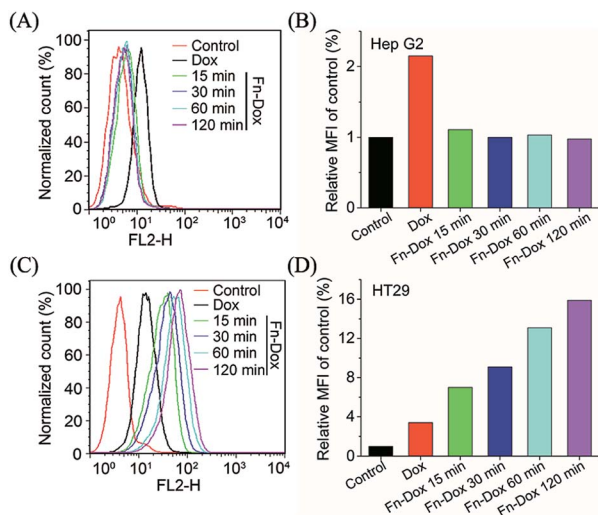 (A)
Normalized count (%)
100
80
60
40
20
0
10⁰
10¹
10²
10³
10⁴
FL2-H
Control
Dox
15 min
30 min
60 min
120 min
Fn-Dox
(B)
Hep G2
Relative MFI of control (%)
2
1
0
Control
Dox
Fn-Dox 15 min
Fn-Dox 30 min
Fn-Dox 60 min
Fn-Dox 120 min
(C)
Normalized count (%)
100
80
60
40
20
0
10⁰
10¹
10²
10³
10⁴
FL2-H
Control
Dox
15 min
30 min
60 min
120 min
Fn-Dox
(D)
HT29
Relative MFI of control (%)
16
12
8
4
0
Control
Dox
Fn-Dox 15 min
Fn-Dox 30 min
Fn-Dox 60 min
Fn-Dox 120 min